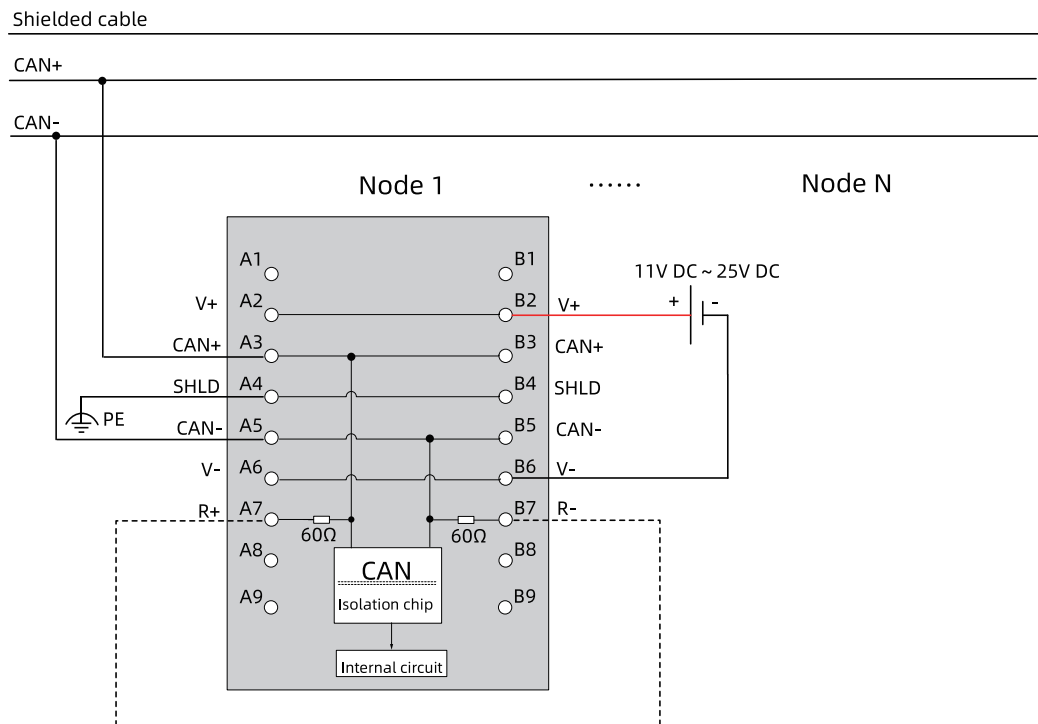 Shielded cable
CAN+
CAN-
Node 1 ...... Node N
11V DC ~ 25V DC
+ -
A1 B1
V+ A2 B2 V+
CAN+ A3 B3 CAN+
SHLD A4 B4 SHLD
PE
CAN- A5 B5 CAN-
V- A6 B6 V-
R+ A7 B7 R-
60Ω 60Ω
A8 B8
CAN
A9 B9
Isolation chip
Internal circuit